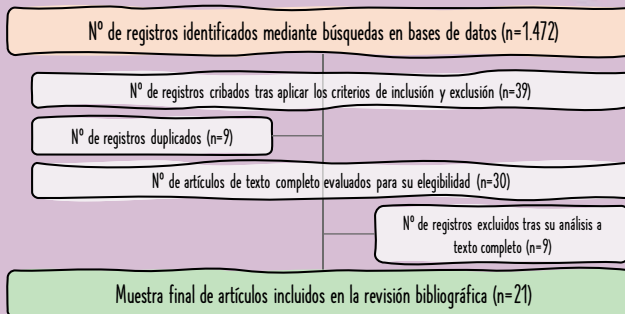 Nº de registros identificados mediante búsquedas en bases de datos (n=1.472)
Nº de registros cribados tras aplicar los criterios de inclusión y exclusión (n=39)
Nº de registros duplicados (n=9)
Nº de artículos de texto completo evaluados para su elegibilidad (n=30)
Nº de registros excluidos tras su análisis a
texto completo (n=9)
Muestra final de artículos incluidos en la revisión bibliográfica (n=21)